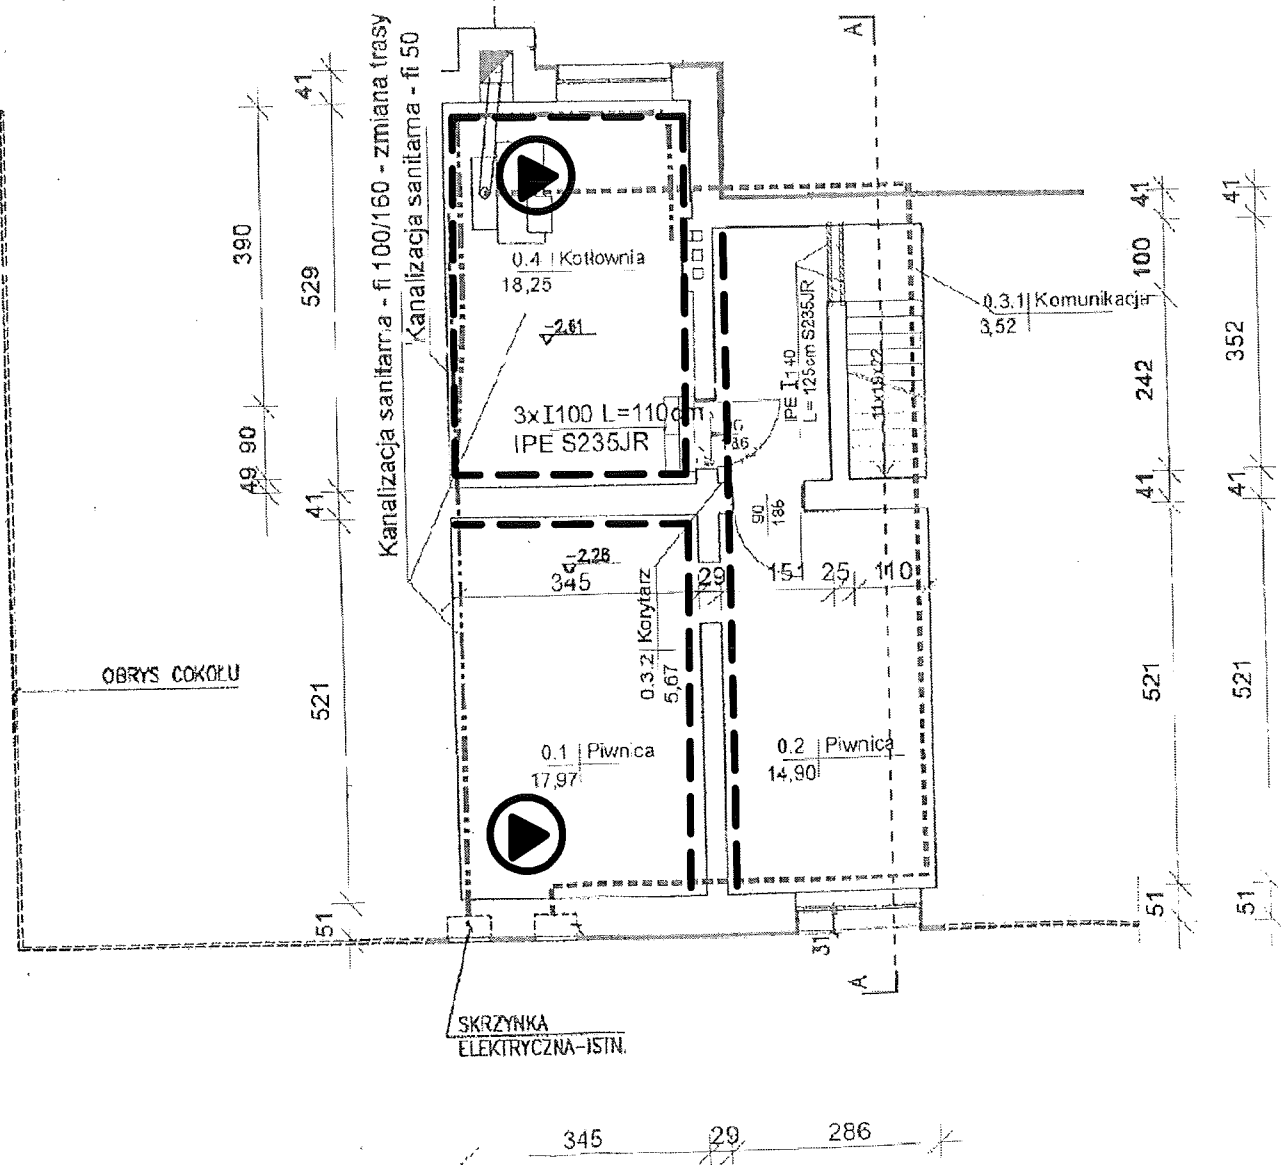 A
Kanalizacja sanitarna - fi 100/160 - zmiana trasy
Kanalizacja sanitarna - fi 50
41
390
529
90
49
41
521
51
0.4 | Kotłownia
18,25
-2,61
3xI100 L=110cm
IPE S235JR
IPE I140
L= 125cm S235JR
11x19x22
0.3.1 | Komunikacja
3,52
41
100
242
41
521
51
41
352
41
521
51
86
90
186
-2,28
345
29
151
25
110
0.3.2 | Korytarz
5,67
OBRYS COKOŁU
0.1 | Piwnica
17,97
0.2 | Piwnica
14,90
31
A
SKRZYNKA
ELEKTRYCZNA-ISTN.
345
29
286